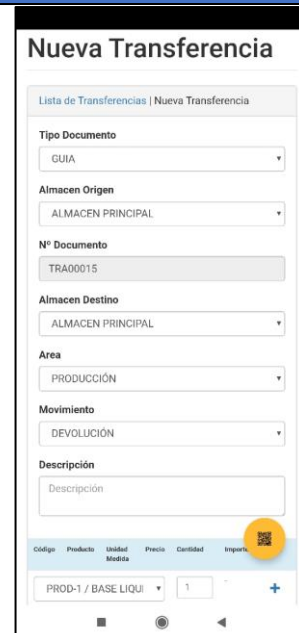 Nueva Transferencia
Lista de Transferencias | Nueva Transferencia
Tipo Documento
GUIA
Almacen Origen
ALMACEN PRINCIPAL
Nº Documento
TRA00015
Almacen Destino
ALMACEN PRINCIPAL
Area
PRODUCCIÓN
Movimiento
DEVOLUCIÓN
Descripción
Descripción
Código Producto Unidad Medida Precio Cantidad
PROD-1 / BASE LIQUI 1 +